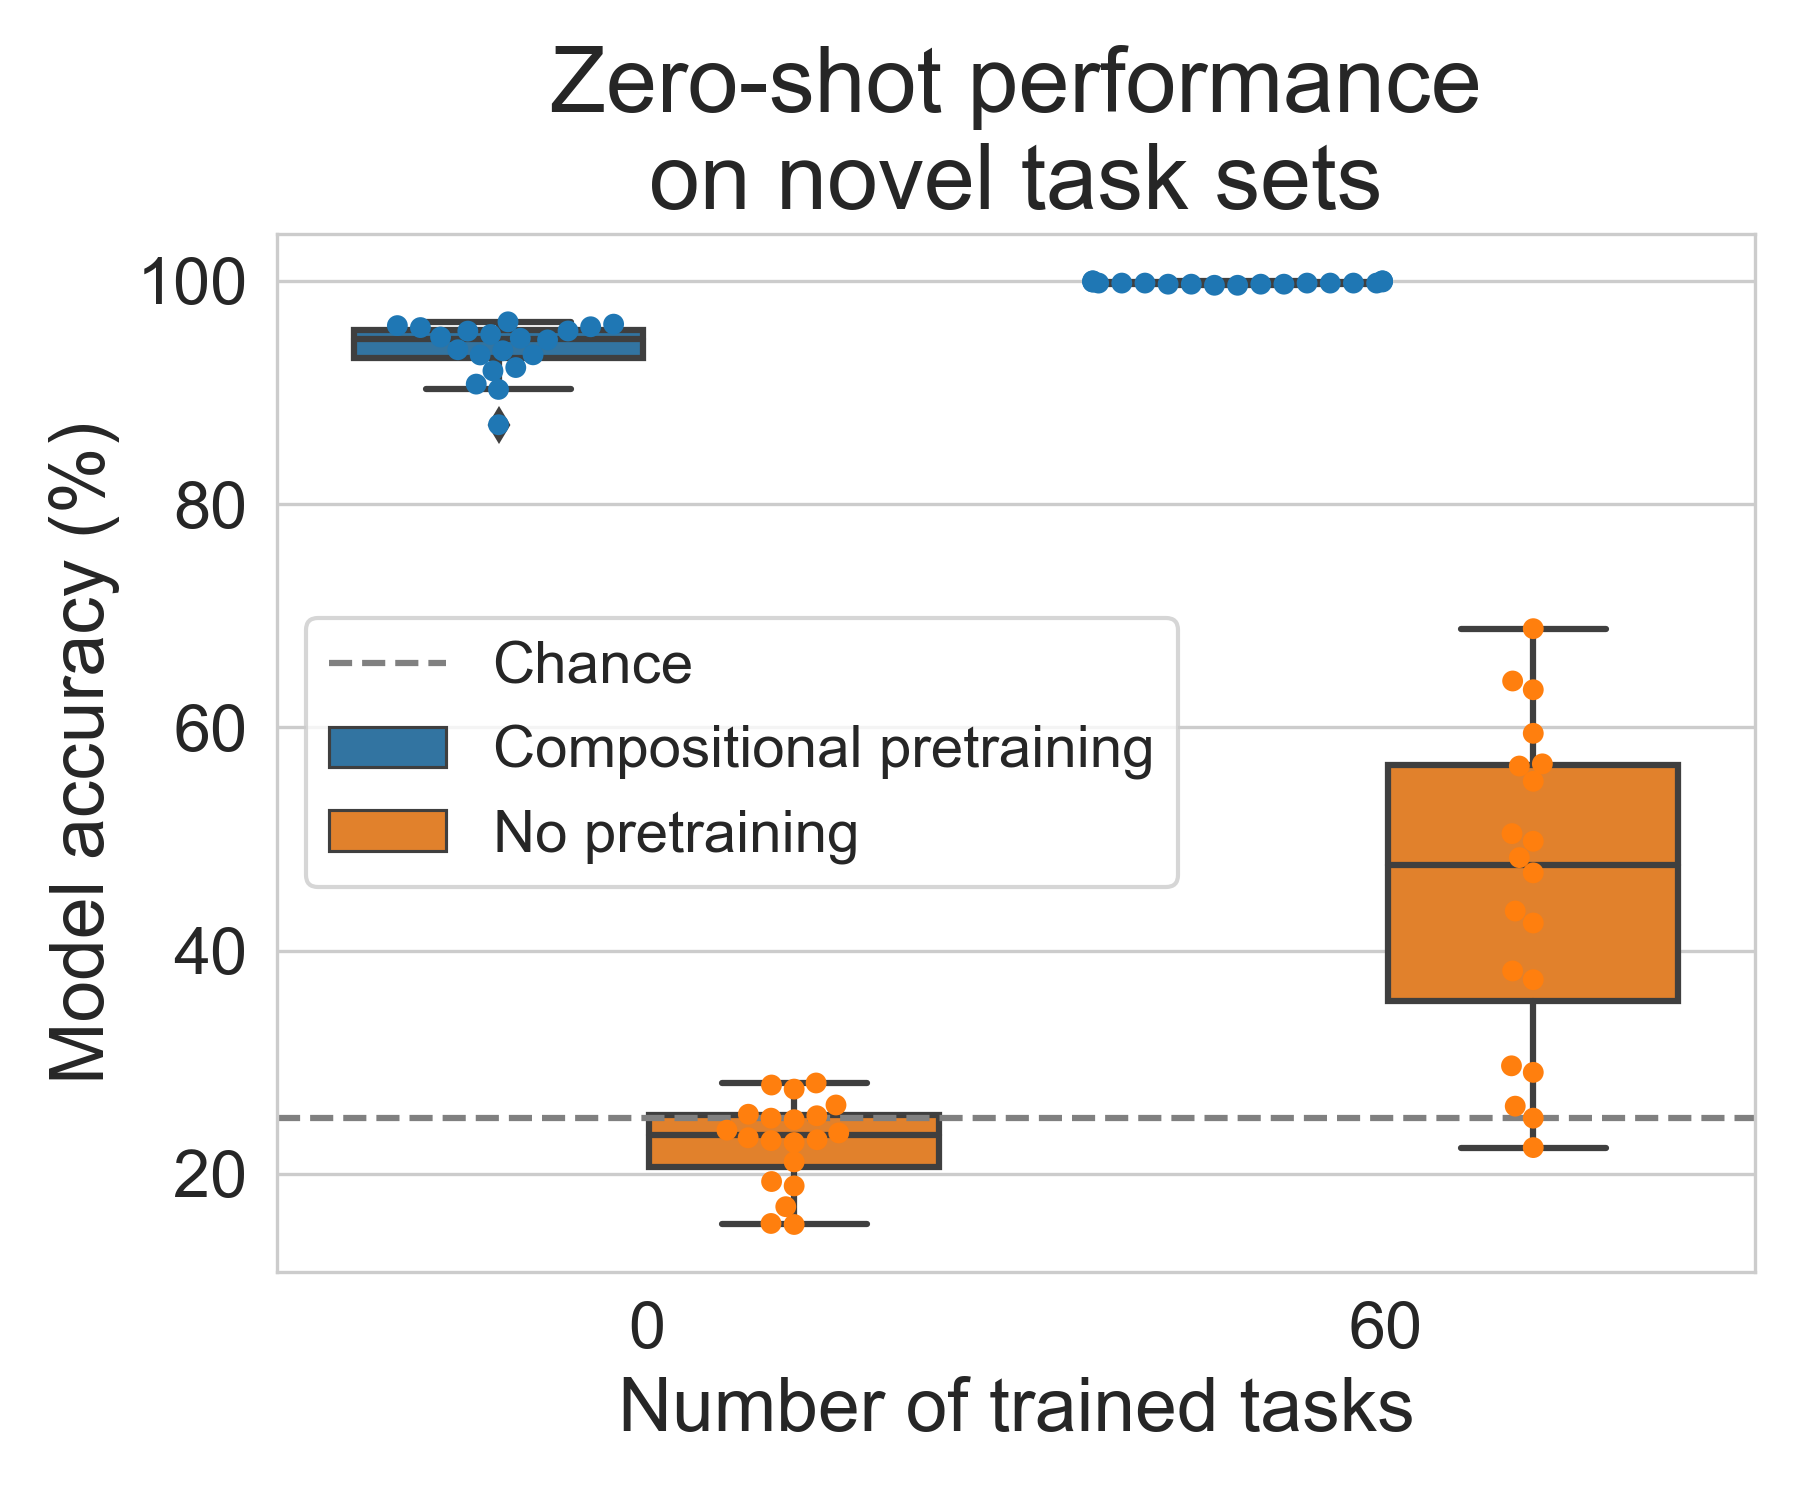 Zero-shot performance
on novel task sets
Model accuracy (%)
100
80
60
40
20
Chance
Compositional pretraining
No pretraining
0
60
Number of trained tasks